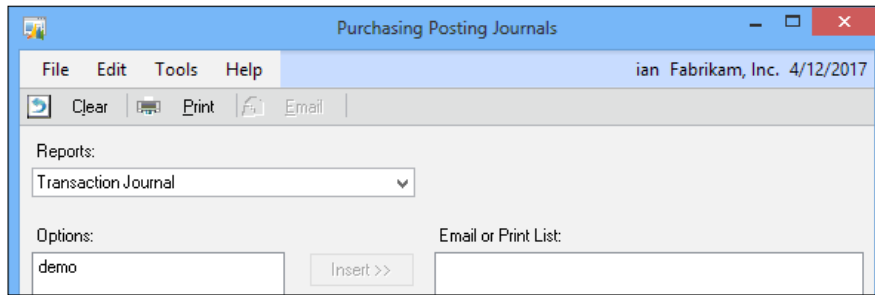 Purchasing Posting Journals
File Edit Tools Help ian Fabrikam, Inc. 4/12/2017
Clear Print Email
Reports:
Transaction Journal
Options: Email or Print List:
demo Insert >>